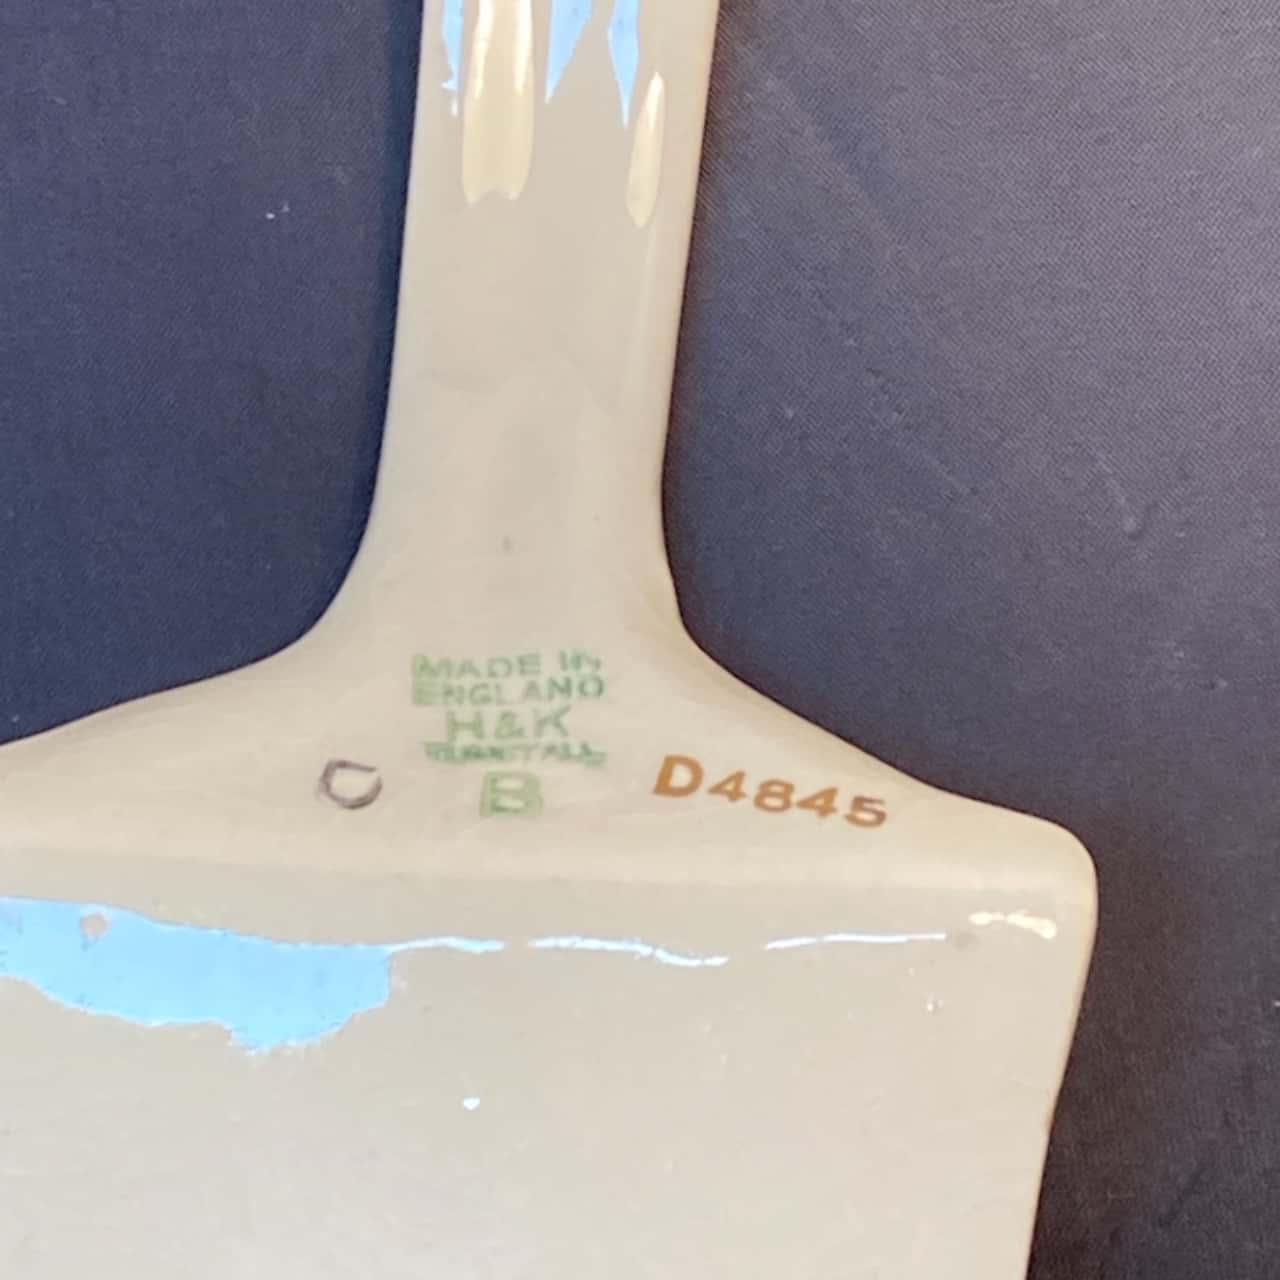 MADE IN
ENGLAND
H&K
TUNSTALL
B
D4845